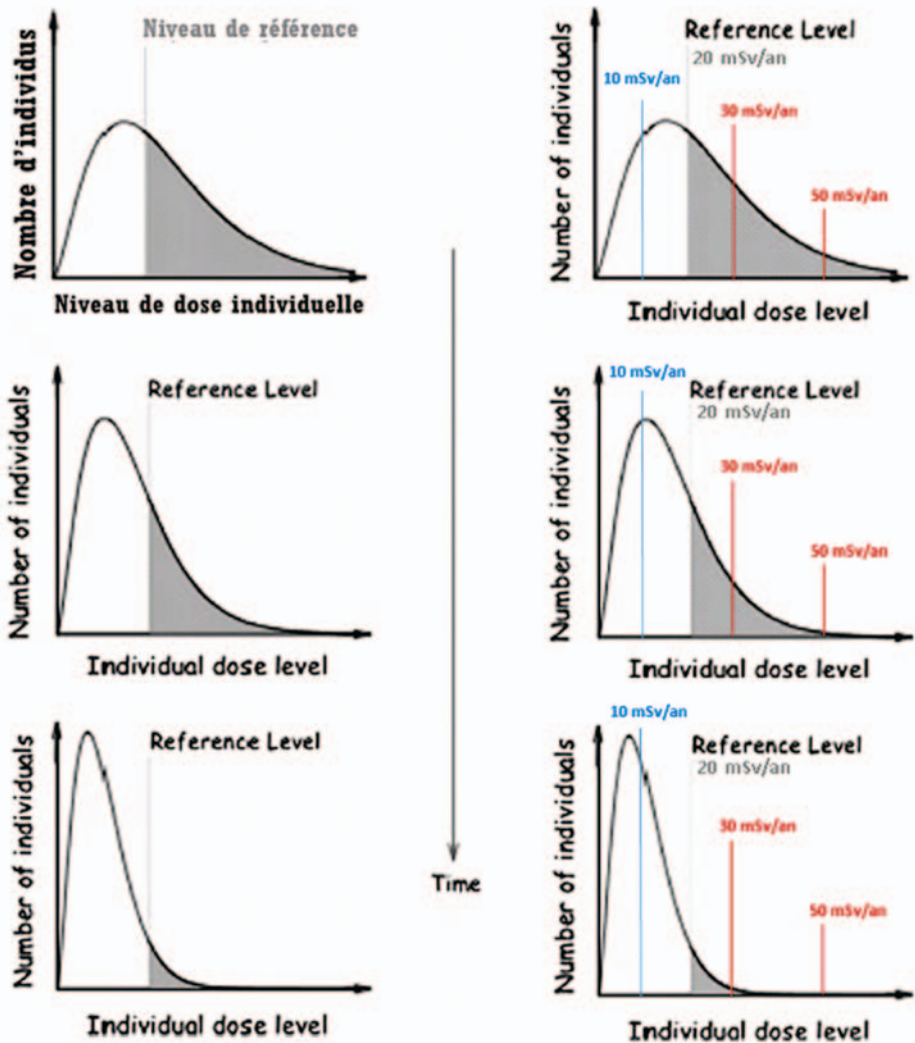 Niveau de référence
Nombre d'individus
Niveau de dose individuelle
Reference Level
20 mSv/an
10 mSv/an
30 mSv/an
50 mSv/an
Number of individuals
Individual dose level
Reference Level
Number of individuals
Individual dose level
10 mSv/an
Reference Level
20 mSv/an
30 mSv/an
50 mSv/an
Number of individuals
Individual dose level
Reference Level
Number of individuals
Individual dose level
Time
10 mSv/an
Reference Level
20 mSv/an
30 mSv/an
50 mSv/an
Number of individuals
Individual dose level